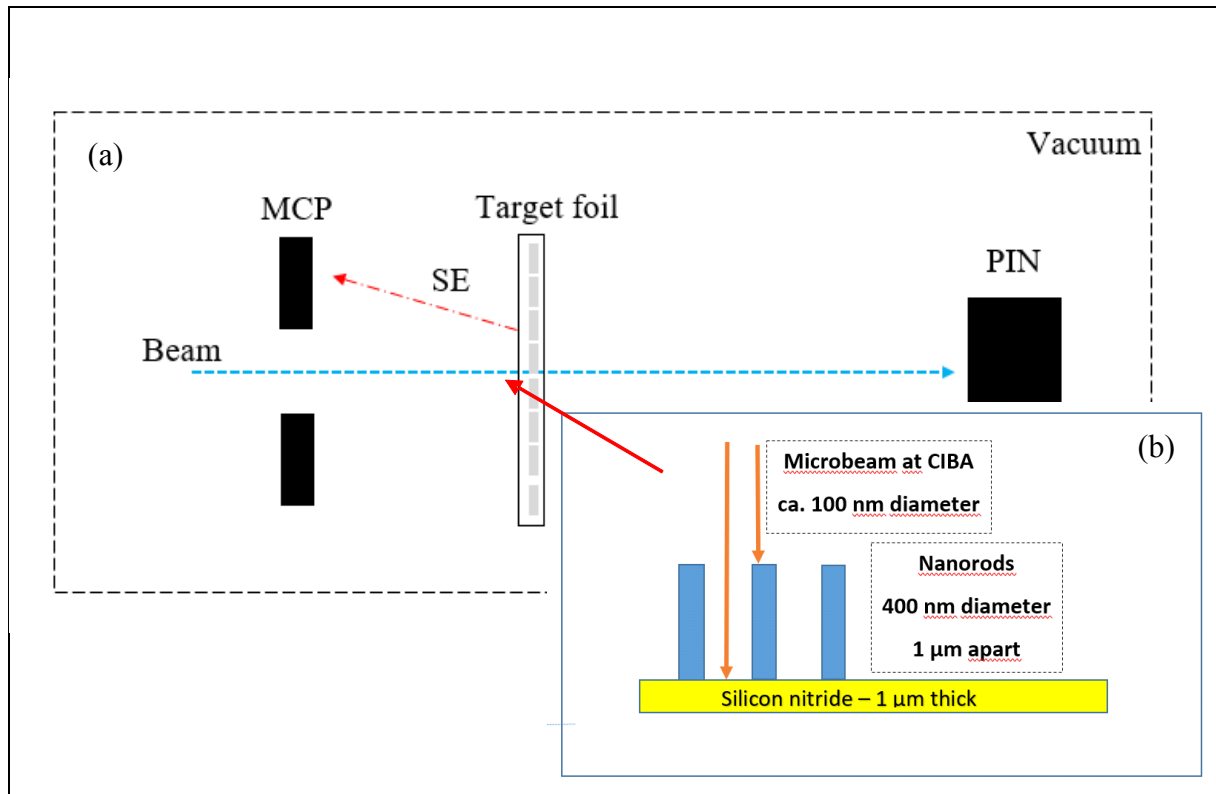 (a)
Vacuum
MCP
Target foil
SE
PIN
Beam
(b)
Microbeam at CIBA
ca. 100 nm diameter
Nanorods
400 nm diameter
1 µm apart
Silicon nitride – 1 µm thick